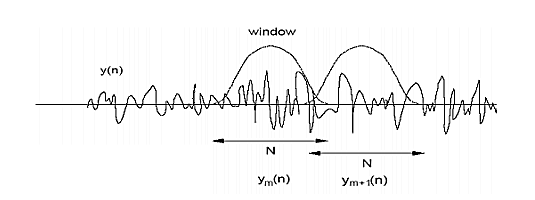 window
y(n)
N
N
yₘ(n)
yₘ₊₁(n)